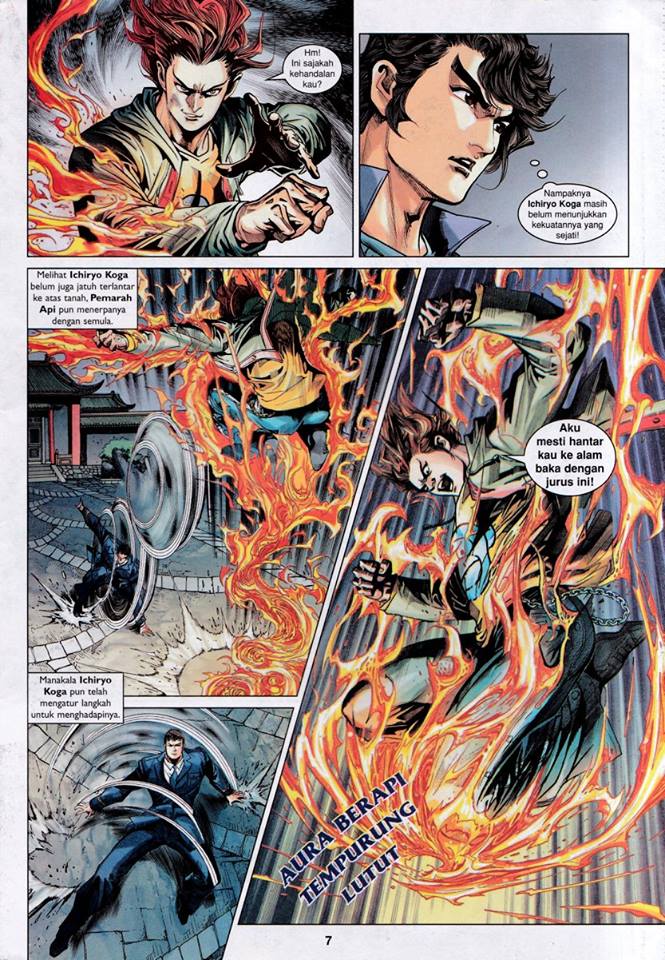 Hm!
Ini sajakah
kehandalan
kau?
Nampaknya
Ichiryo Koga masih
belum menunjukkan
kekuatannya yang
sejati!
Melihat Ichiryo Koga
belum juga jatuh terlantar
ke atas tanah, Pemarah
Api pun menerpanya
dengan semula.
Aku
mesti hantar
kau ke alam
baka dengan
jurus ini!
Manakala Ichiryo
Koga pun telah
mengatur langkah
untuk menghadapinya.
AURA BERAPI
TEMPURUNG
LUTUT
7